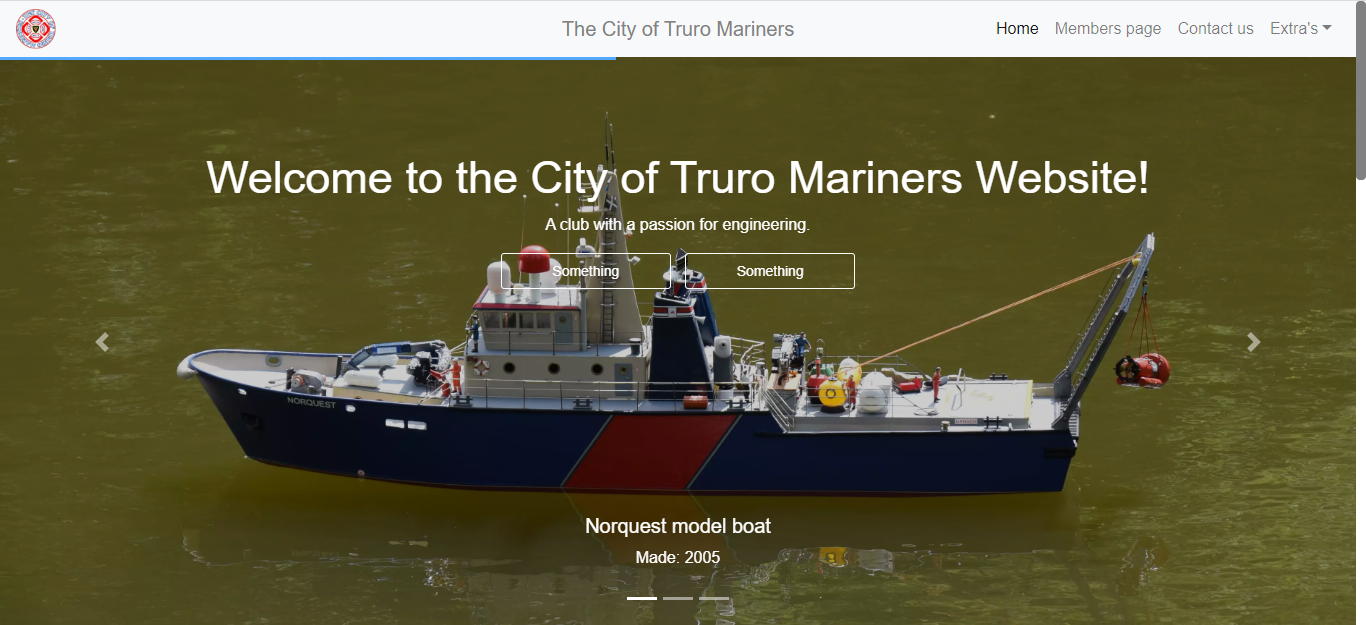 The City of Truro Mariners
Home Members page Contact us Extra's
Welcome to the City of Truro Mariners Website!
A club with a passion for engineering.
Something Something
NORQUEST
Norquest model boat
Made: 2005